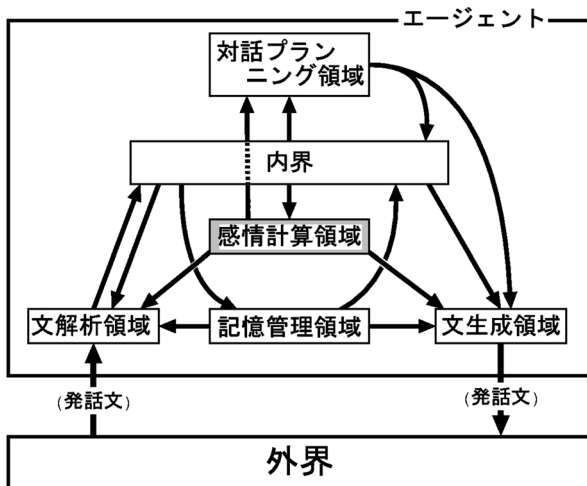 エージェント
対話プラン
ニング領域
内界
感情計算領域
文解析領域
記憶管理領域
文生成領域
(発話文)
(発話文)
外界